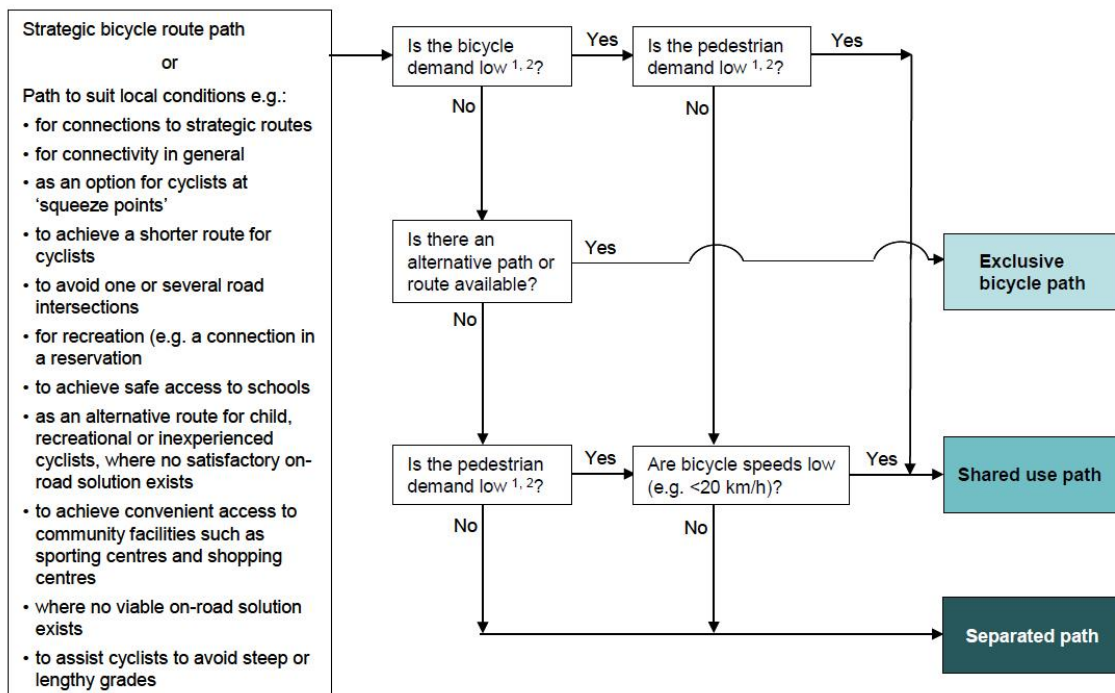 Strategic bicycle route path
or
Path to suit local conditions e.g.:
• for connections to strategic routes
• for connectivity in general
• as an option for cyclists at
‘squeeze points’
• to achieve a shorter route for
cyclists
• to avoid one or several road
intersections
• for recreation (e.g. a connection in
a reservation
• to achieve safe access to schools
• as an alternative route for child,
recreational or inexperienced
cyclists, where no satisfactory on-
road solution exists
• to achieve convenient access to
community facilities such as
sporting centres and shopping
centres
• where no viable on-road solution
exists
• to assist cyclists to avoid steep or
lengthy grades
Is the bicycle
demand low 1, 2?
Yes
Is the pedestrian
demand low 1, 2?
Yes
No
No
Is there an
alternative path or
route available?
Yes
Exclusive
bicycle path
No
Is the pedestrian
demand low 1, 2?
Yes
Are bicycle speeds low
(e.g. <20 km/h)?
Yes
Shared use path
No
No
Separated path